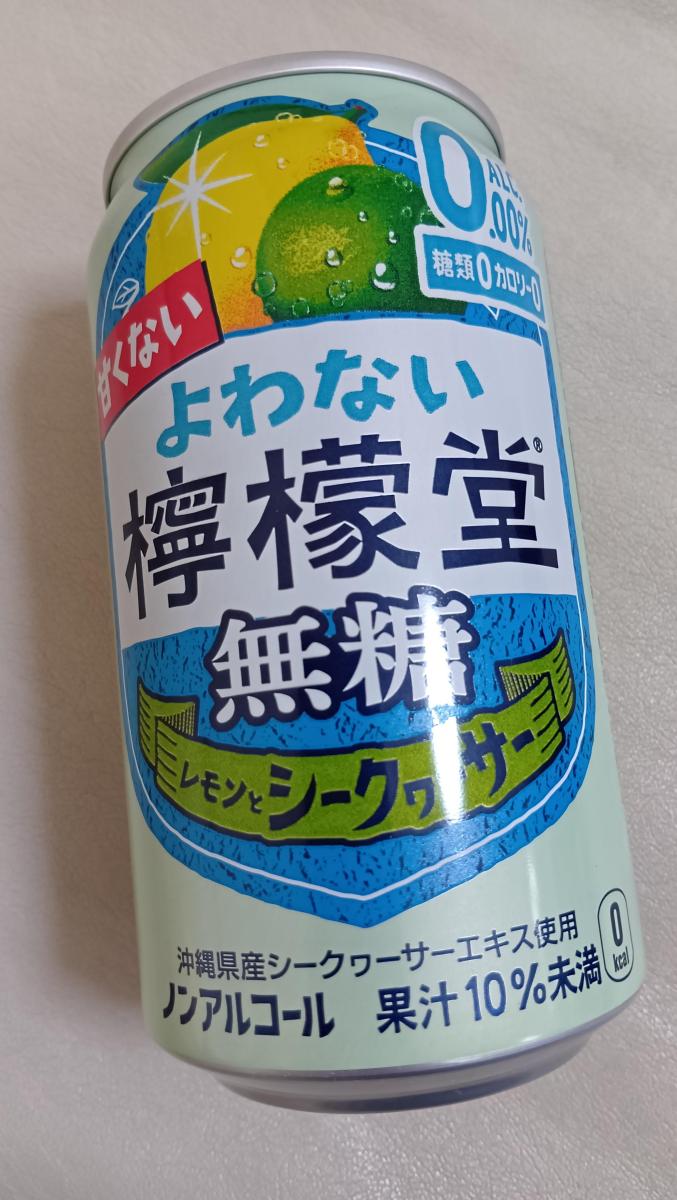 0 ALC. .00%
糖類0 カロリー0
甘くない
よわない
檸檬堂®
無糖
レモンとシークヮーサー
沖縄県産シークヮーサーエキス使用
ノンアルコール 果汁10%未満
0 kcal